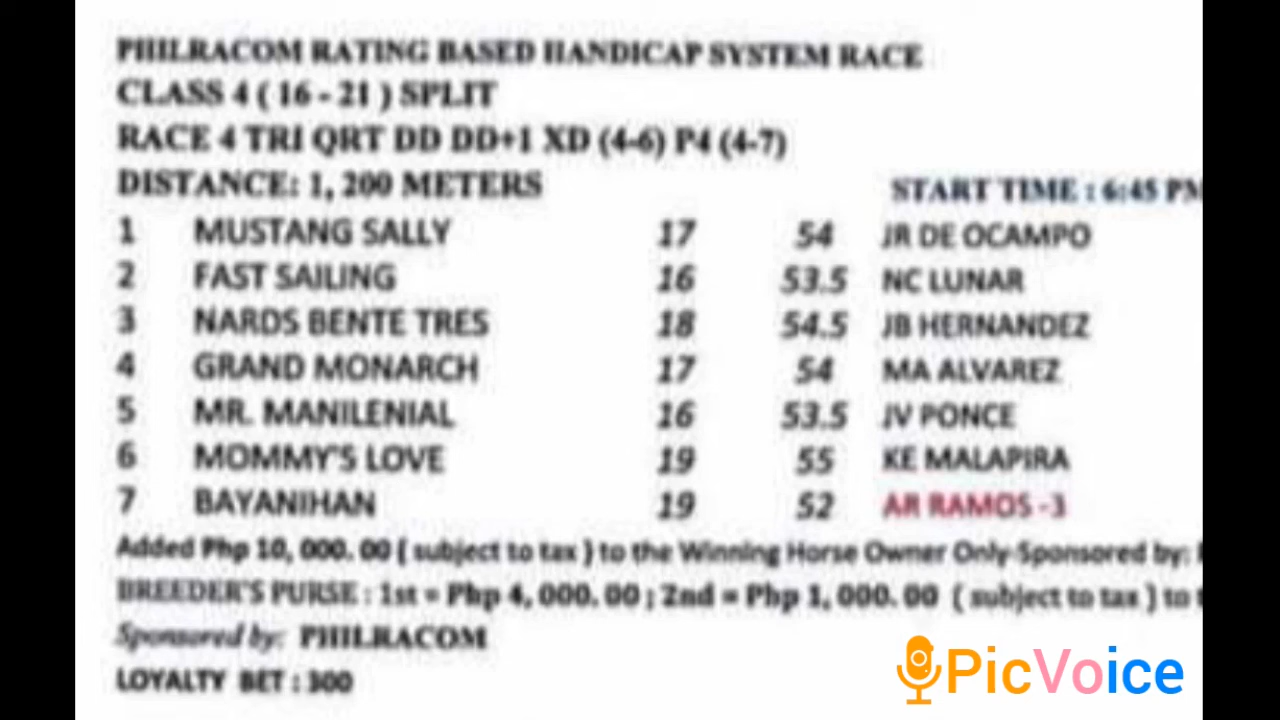 PHILRACOM RATING BASED HANDICAP SYSTEM RACE
CLASS 4 ( 16 - 21 ) SPLIT
RACE 4 TRI QRT DD DD+1 XD (4-6) P4 (4-7)
DISTANCE: 1, 200 METERS START TIME : 6:45 PM
1 MUSTANG SALLY 17 54 JR DE OCAMPO
2 FAST SAILING 16 53.5 NC LUNAR
3 NARDS BENTE TRES 18 54.5 JB HERNANDEZ
4 GRAND MONARCH 17 54 MA ALVAREZ
5 MR. MANILENIAL 16 53.5 JV PONCE
6 MOMMY'S LOVE 19 55 KE MALAPIRA
7 BAYANIHAN 19 52 AR RAMOS -3
Added Php 10, 000. 00 ( subject to tax ) to the Winning Horse Owner Only-Sponsored by:
BREEDER'S PURSE : 1st = Php 4, 000. 00 ; 2nd = Php 1, 000. 00 ( subject to tax ) to
Sponsored by: PHILRACOM
LOYALTY BET : 300
PicVoice